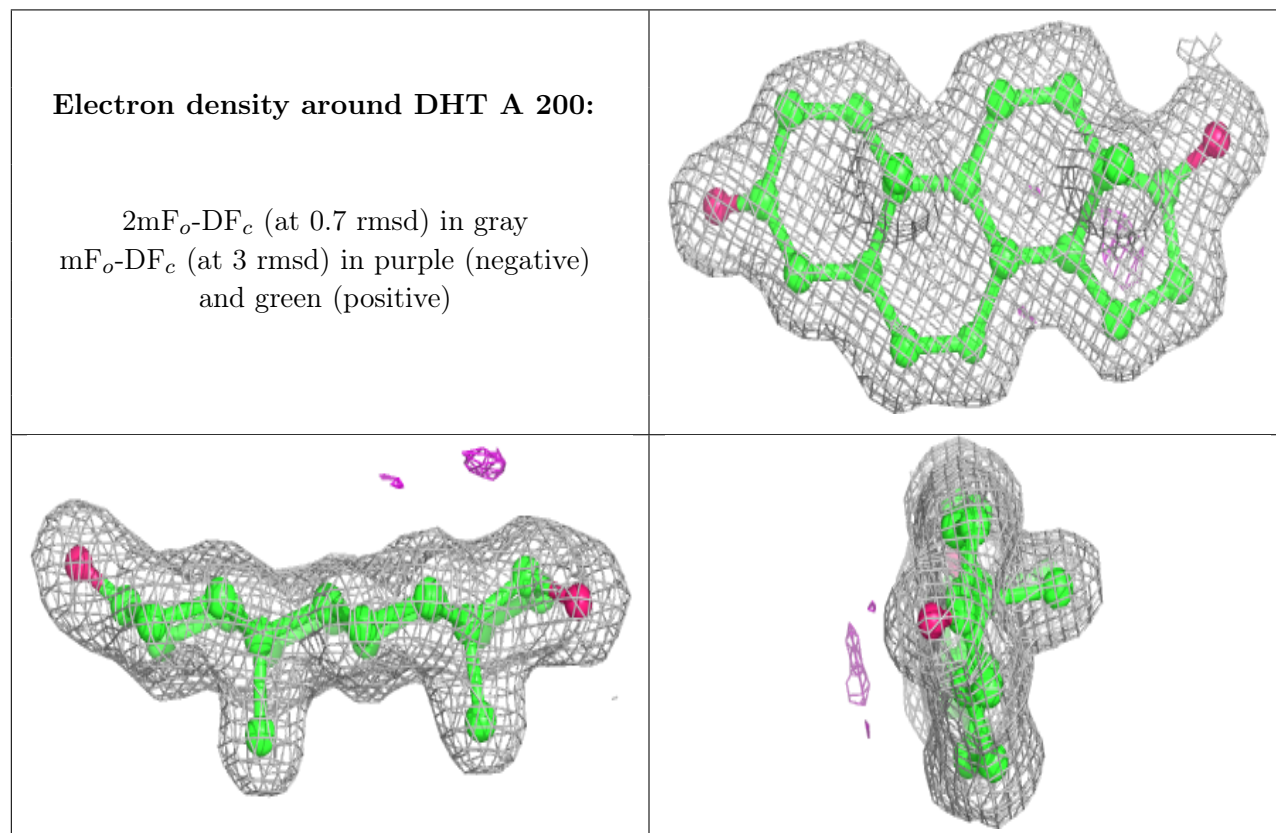 Electron density around DHT A 200:
2mFₒ-DF𝒸 (at 0.7 rmsd) in gray
mFₒ-DF𝒸 (at 3 rmsd) in purple (negative)
and green (positive)